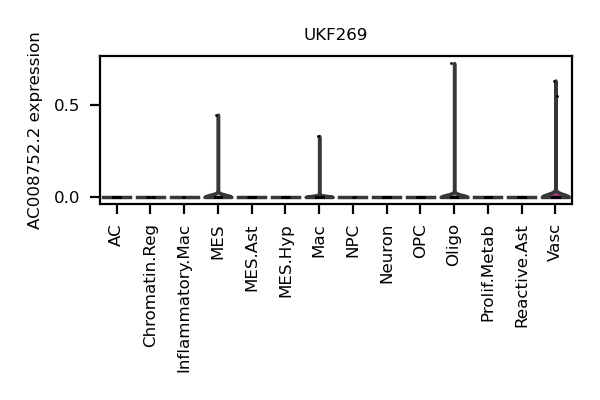 UKF269
AC008752.2 expression
0.5
0.0
AC
Chromatin.Reg
Inflammatory.Mac
MES
MES.Ast
MES.Hyp
Mac
NPC
Neuron
OPC
Oligo
Prolif.Metab
Reactive.Ast
Vasc